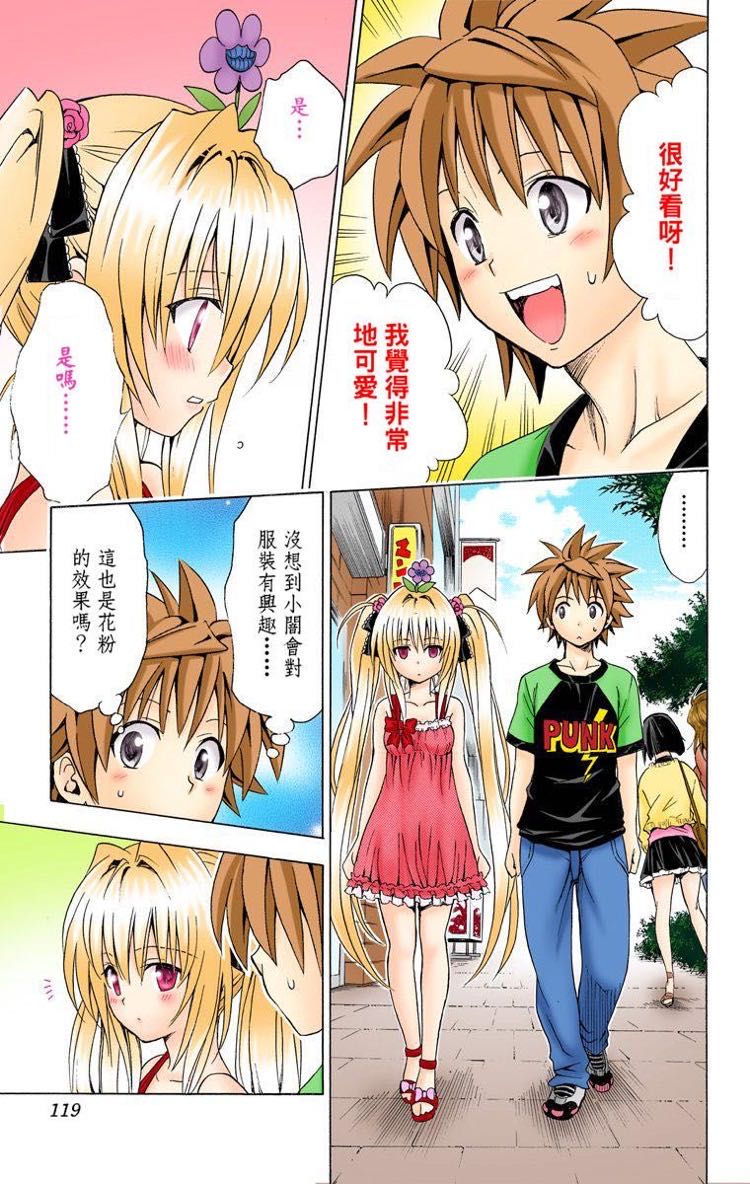 很好看呀！
我覺得非常
地可愛！
是…
是嗎……
………
PUNK
沒想到小闇會對
服裝有興趣……
這也是花粉
的效果嗎？
119